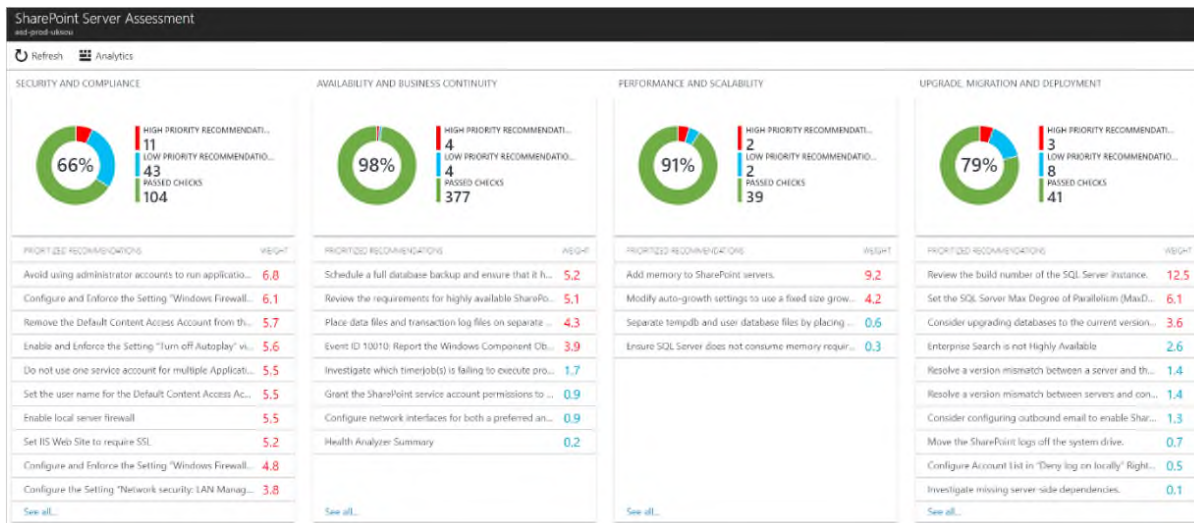 SharePoint Server Assessment
asd-prod-uksou
Refresh Analytics
SECURITY AND COMPLIANCE
66%
HIGH PRIORITY RECOMMENDATI...
11
LOW PRIORITY RECOMMENDATIO...
43
PASSED CHECKS
104
PRIORITIZED RECOMMENDATIONS WEIGHT
Avoid using administrator accounts to run applicatio... 6.8
Configure and Enforce the Setting "Windows Firewall... 6.1
Remove the Default Content Access Account from th... 5.7
Enable and Enforce the Setting "Turn off Autoplay" vi... 5.6
Do not use one service account for multiple Applicati... 5.5
Set the user name for the Default Content Access Ac... 5.5
Enable local server firewall 5.5
Set IIS Web Site to require SSL 5.2
Configure and Enforce the Setting "Windows Firewall... 4.8
Configure the Setting "Network security: LAN Manag... 3.8
See all...
AVAILABILITY AND BUSINESS CONTINUITY
98%
HIGH PRIORITY RECOMMENDATI...
4
LOW PRIORITY RECOMMENDATIO...
4
PASSED CHECKS
377
PRIORITIZED RECOMMENDATIONS WEIGHT
Schedule a full database backup and ensure that it h... 5.2
Review the requirements for highly available SharePo... 5.1
Place data files and transaction log files on separate ... 4.3
Event ID 10010: Report the Windows Component Ob... 3.9
Investigate which timerjob(s) is failing to execute pro... 1.7
Grant the SharePoint service account permissions to ... 0.9
Configure network interfaces for both a preferred an... 0.9
Health Analyzer Summary 0.2
See all...
PERFORMANCE AND SCALABILITY
91%
HIGH PRIORITY RECOMMENDATI...
2
LOW PRIORITY RECOMMENDATIO...
2
PASSED CHECKS
39
PRIORITIZED RECOMMENDATIONS WEIGHT
Add memory to SharePoint servers. 9.2
Modify auto-growth settings to use a fixed size grow... 4.2
Separate tempdb and user database files by placing ... 0.6
Ensure SQL Server does not consume memory requir... 0.3
See all...
UPGRADE, MIGRATION AND DEPLOYMENT
79%
HIGH PRIORITY RECOMMENDATI...
3
LOW PRIORITY RECOMMENDATIO...
8
PASSED CHECKS
41
PRIORITIZED RECOMMENDATIONS WEIGHT
Review the build number of the SQL Server instance. 12.5
Set the SQL Server Max Degree of Parallelism (MaxD... 6.1
Consider upgrading databases to the current version... 3.6
Enterprise Search is not Highly Available 2.6
Resolve a version mismatch between a server and th... 1.4
Resolve a version mismatch between servers and con... 1.4
Consider configuring outbound email to enable Shar... 1.3
Move the SharePoint logs off the system drive. 0.7
Configure Account List in "Deny log on locally" Right... 0.5
Investigate missing server-side dependencies. 0.1
See all...